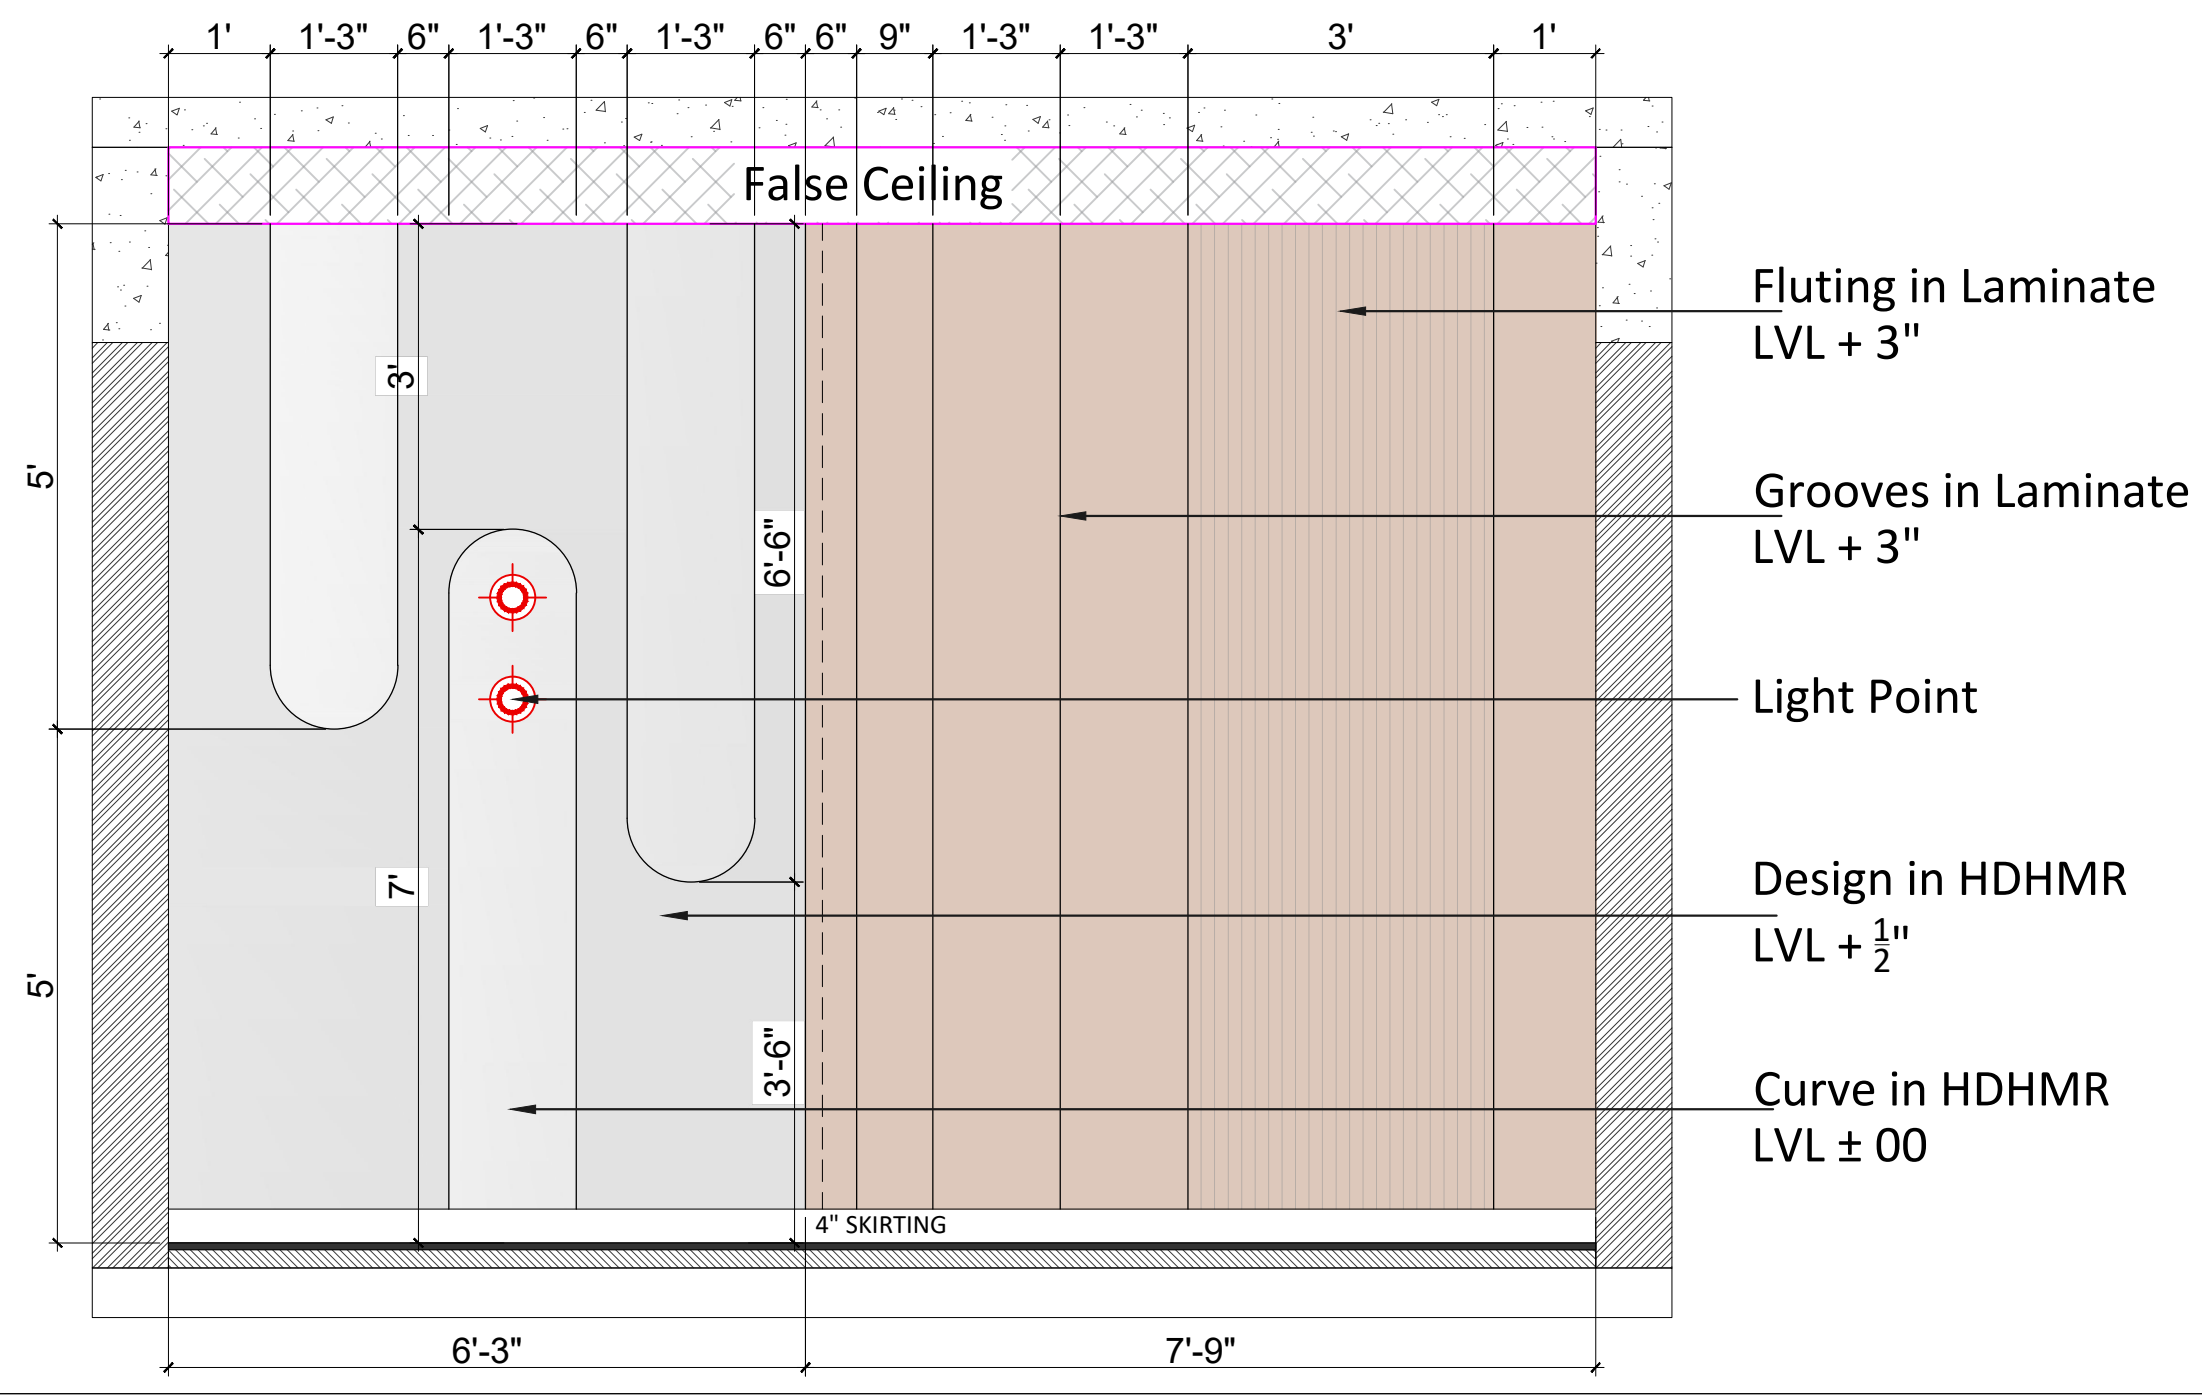 1' 1'-3" 6" 1'-3" 6" 1'-3" 6" 6" 9" 1'-3" 1'-3" 3' 1'
False Ceiling
Fluting in Laminate
LVL + 3"
3'
5'
Grooves in Laminate
LVL + 3"
6'-6"
Light Point
7'
Design in HDHMR
LVL + ½"
5'
3'-6"
Curve in HDHMR
LVL ± 00
4" SKIRTING
6'-3" 7'-9"